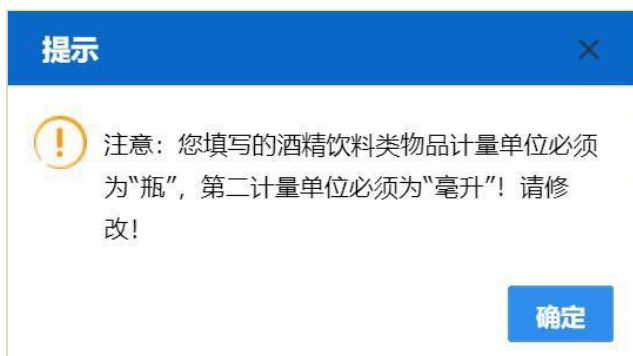 提示
注意：您填写的酒精饮料类物品计量单位必须
为“瓶”，第二计量单位必须为“毫升”！请修
改！
确定